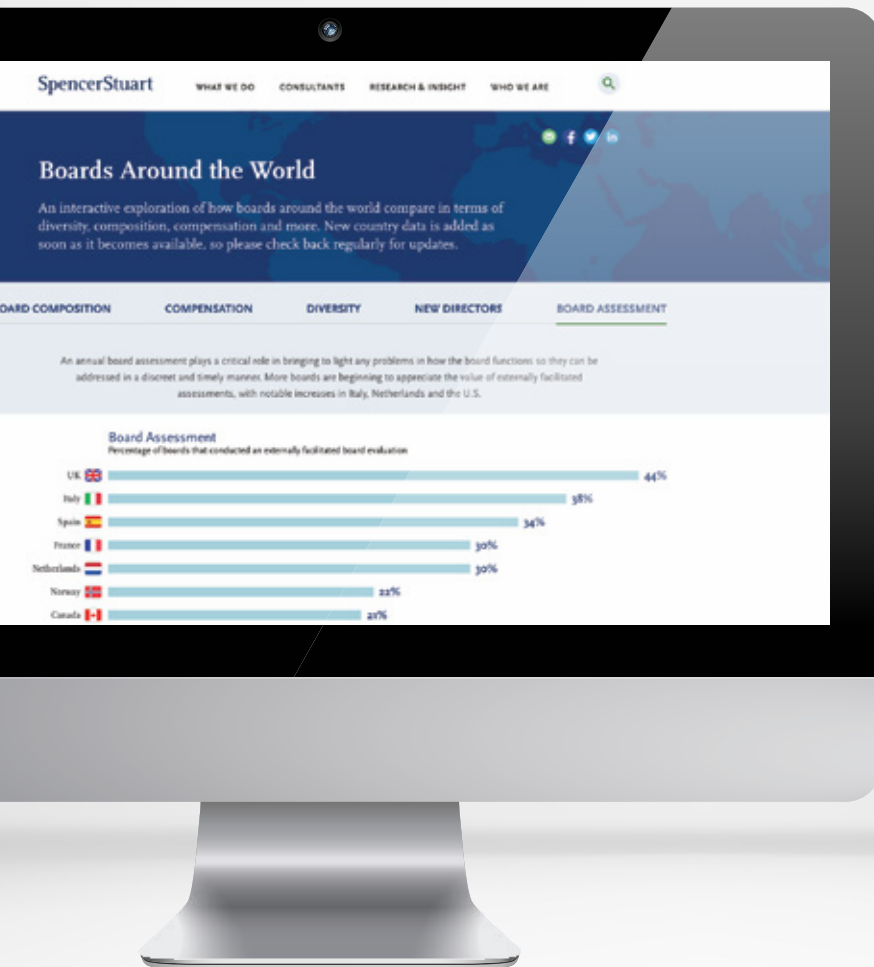 SpencerStuart
WHAT WE DO CONSULTANTS RESEARCH & INSIGHT WHO WE ARE
Boards Around the World
An interactive exploration of how boards around the world compare in terms of
diversity, composition, compensation and more. New country data is added as
soon as it becomes available, so please check back regularly for updates.
OARD COMPOSITION COMPENSATION DIVERSITY NEW DIRECTORS BOARD ASSESSMENT
An annual board assessment plays a critical role in bringing to light any problems in how the board functions so they can be
addressed in a discreet and timely manner. More boards are beginning to appreciate the value of externally facilitated
assessments, with notable increases in Italy, Netherlands and the U.S.
Board Assessment
Percentage of boards that conducted an externally facilitated board evaluation
UK 44%
Italy 38%
Spain 34%
France 30%
Netherlands 30%
Norway 22%
Canada 21%